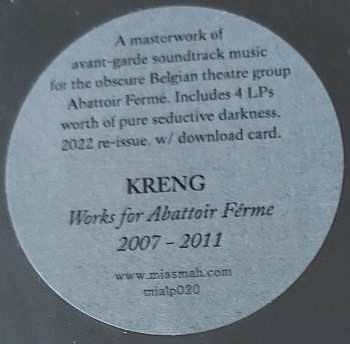 A masterwork of
avant-garde soundtrack music
for the obscure Belgian theatre group
Abattoir Fermé. Includes 4 LPs
worth of pure seductive darkness.
2022 re-issue. w/ download card.
KRENG
Works for Abattoir Férme
2007 – 2011
www.miasmah.com
mialp020